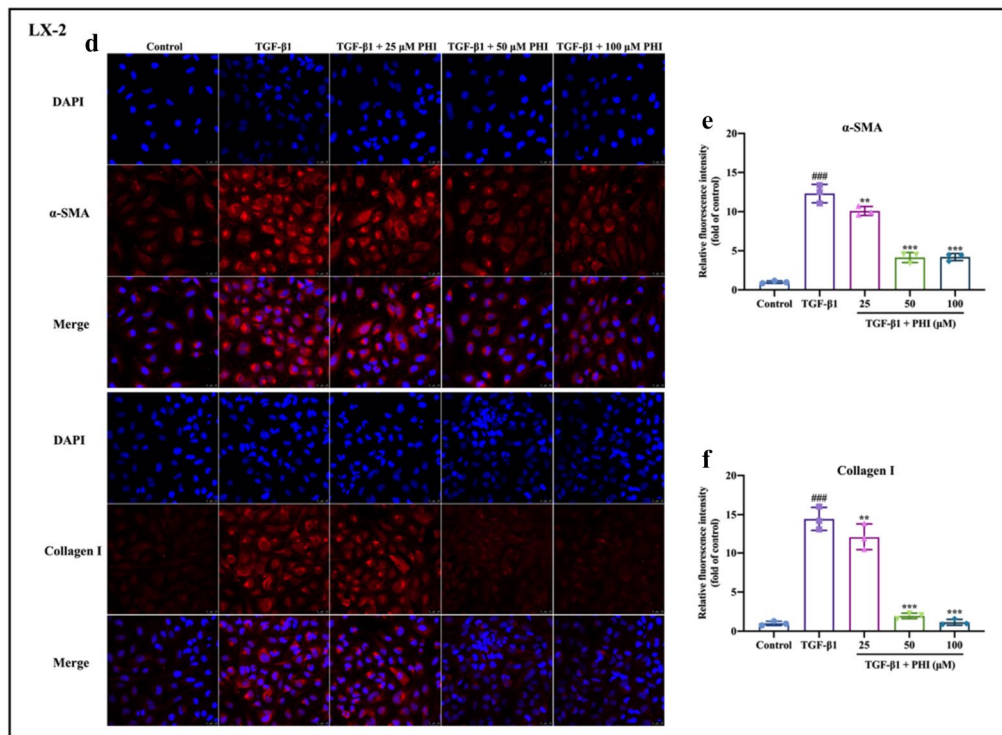 LX-2
d
Control TGF-β1 TGF-β1 + 25 μM PHI TGF-β1 + 50 μM PHI TGF-β1 + 100 μM PHI
DAPI
α-SMA
Merge
DAPI
Collagen I
Merge
e
α-SMA
Relative fluorescence intensity
(fold of control)
20
15
10
5
0
###
**
***
***
Control TGF-β1 25 50 100
TGF-β1 + PHI (μM)
f
Collagen I
Relative fluorescence intensity
(fold of control)
20
15
10
5
0
###
**
***
***
Control TGF-β1 25 50 100
TGF-β1 + PHI (μM)